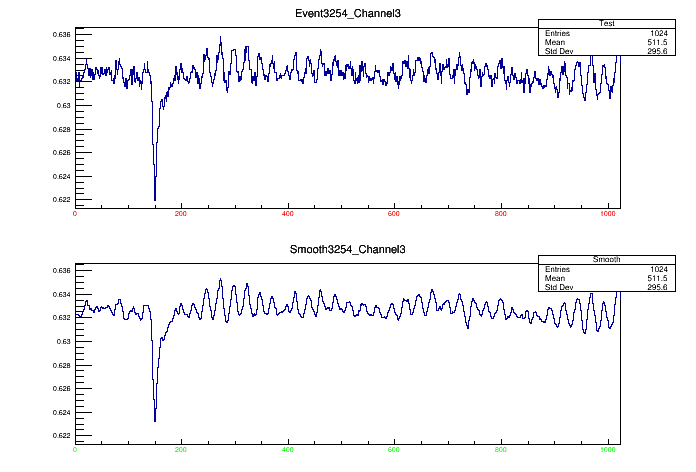 Event3254_Channel3
Test
Entries 1024
Mean 511.5
Std Dev 295.6
0.636
0.634
0.632
0.63
0.628
0.626
0.624
0.622
0 200 400 600 800 1000
Smooth3254_Channel3
Smooth
Entries 1024
Mean 511.5
Std Dev 295.6
0.636
0.634
0.632
0.63
0.628
0.626
0.624
0.622
0 200 400 600 800 1000